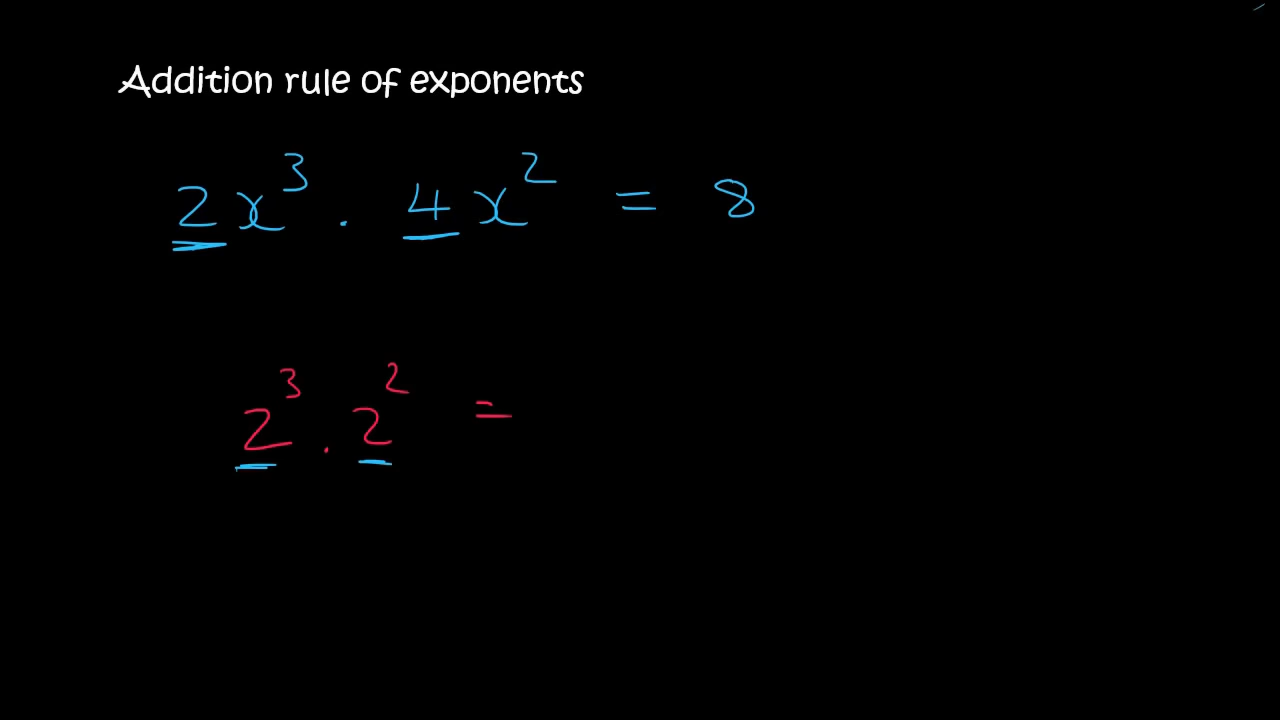 Addition rule of exponents
2x³ . 4x² = 8
2³ . 2² =